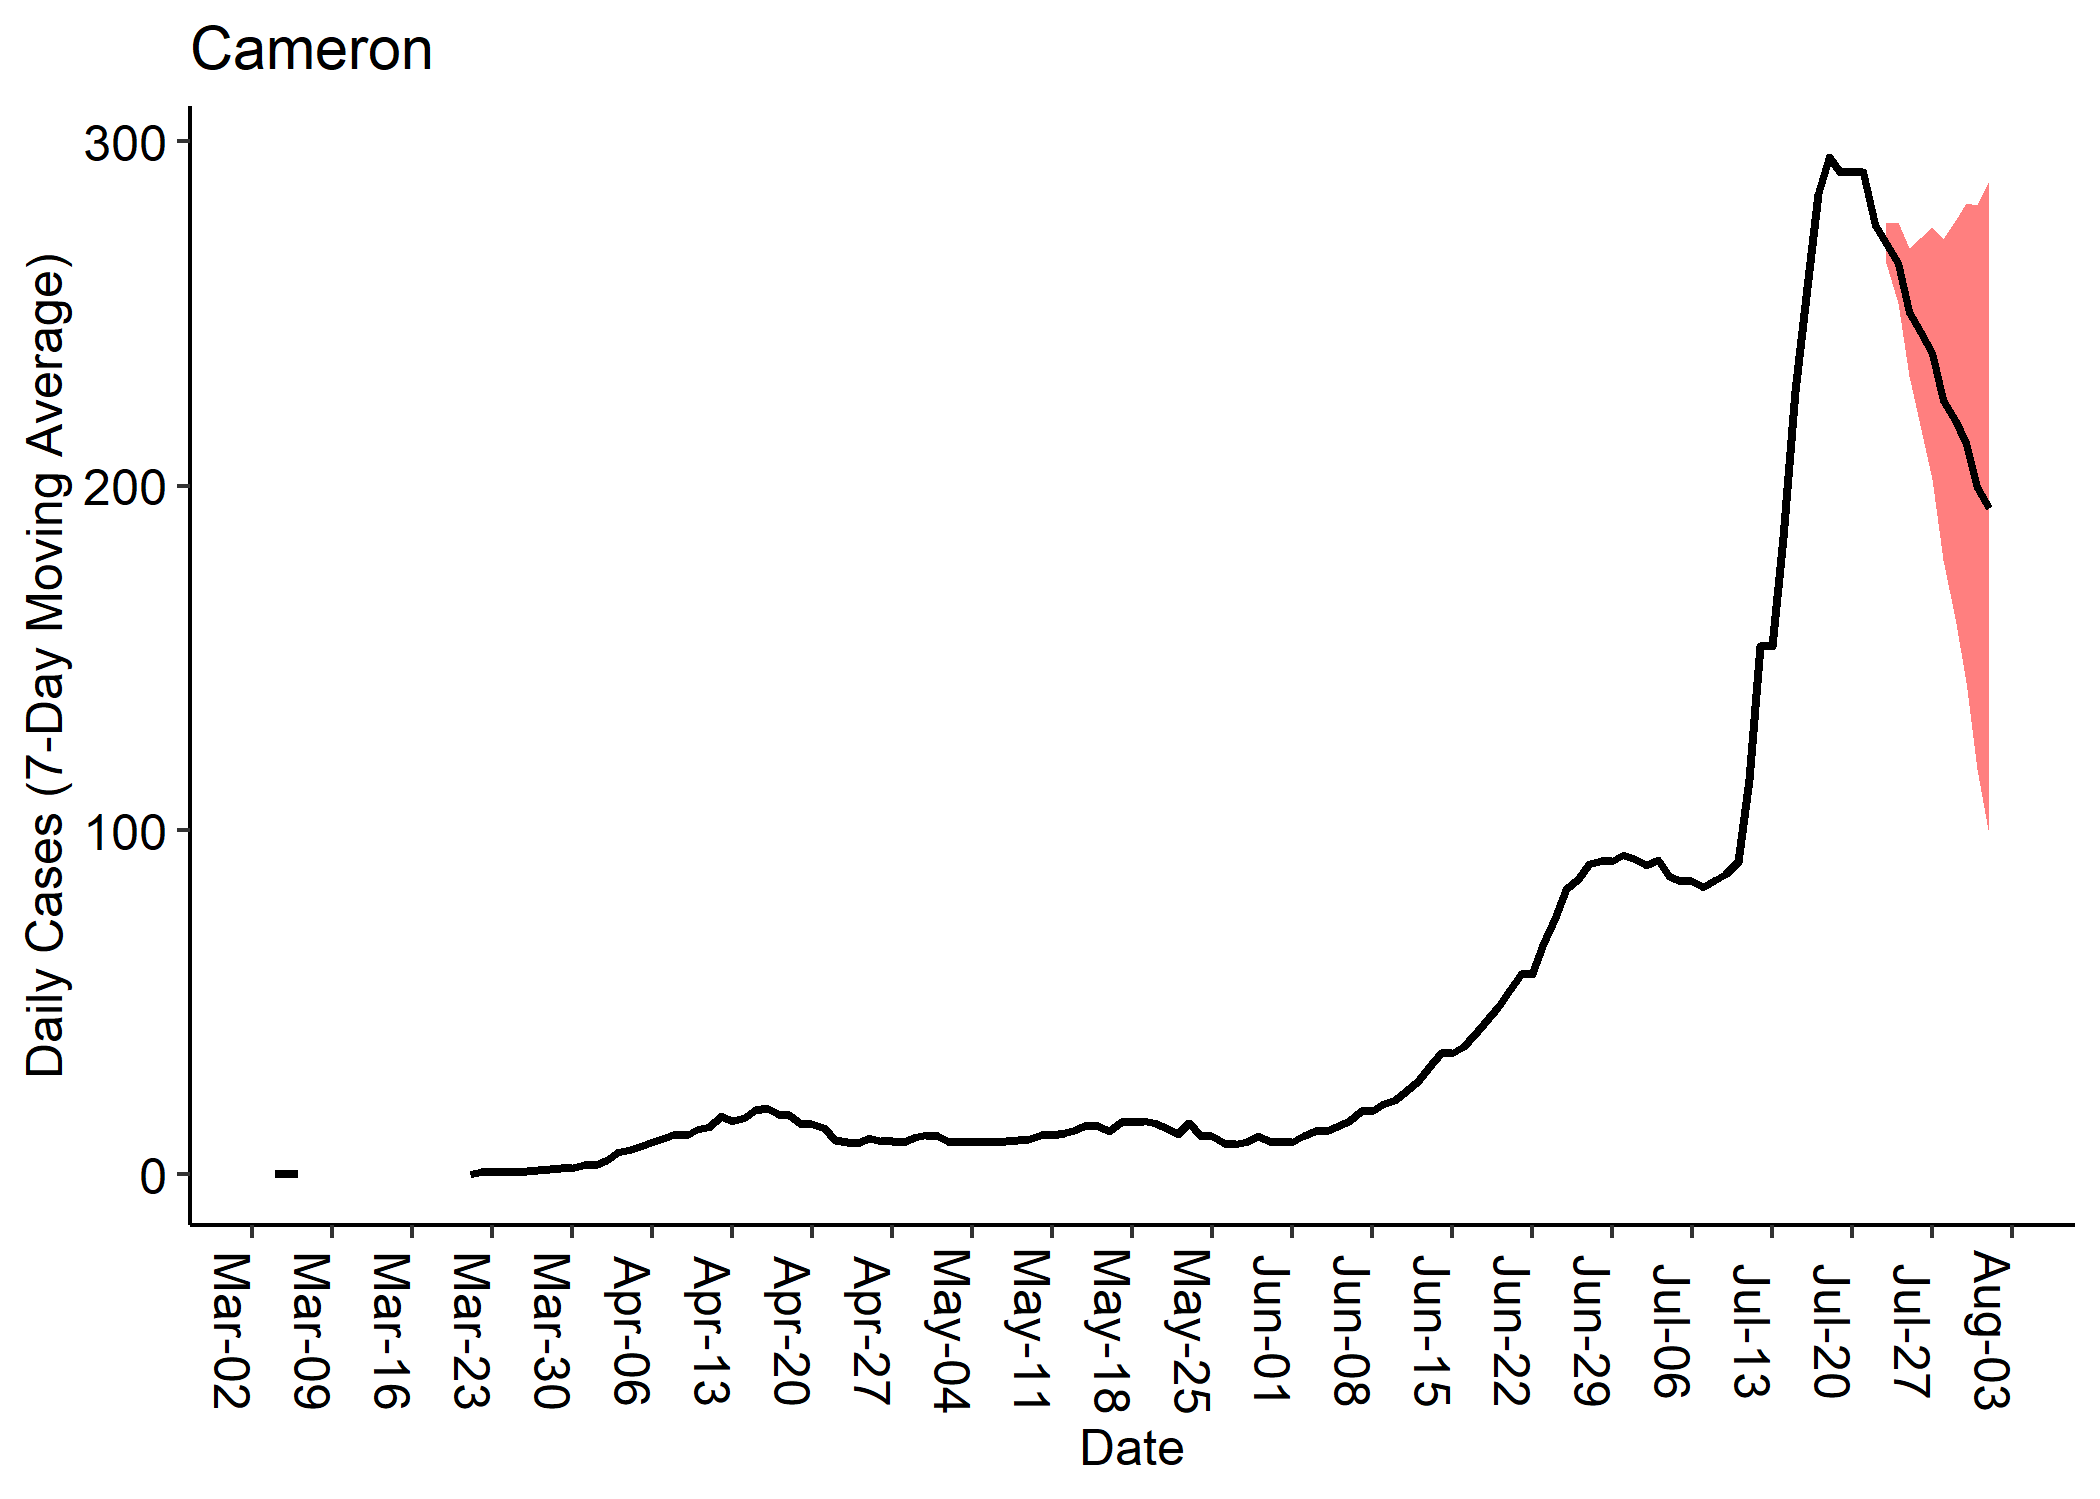 Cameron
Daily Cases (7-Day Moving Average)
300
200
100
0
Mar-02
Mar-09
Mar-16
Mar-23
Mar-30
Apr-06
Apr-13
Apr-20
Apr-27
May-04
May-11
May-18
May-25
Jun-01
Jun-08
Jun-15
Jun-22
Jun-29
Jul-06
Jul-13
Jul-20
Jul-27
Aug-03
Date